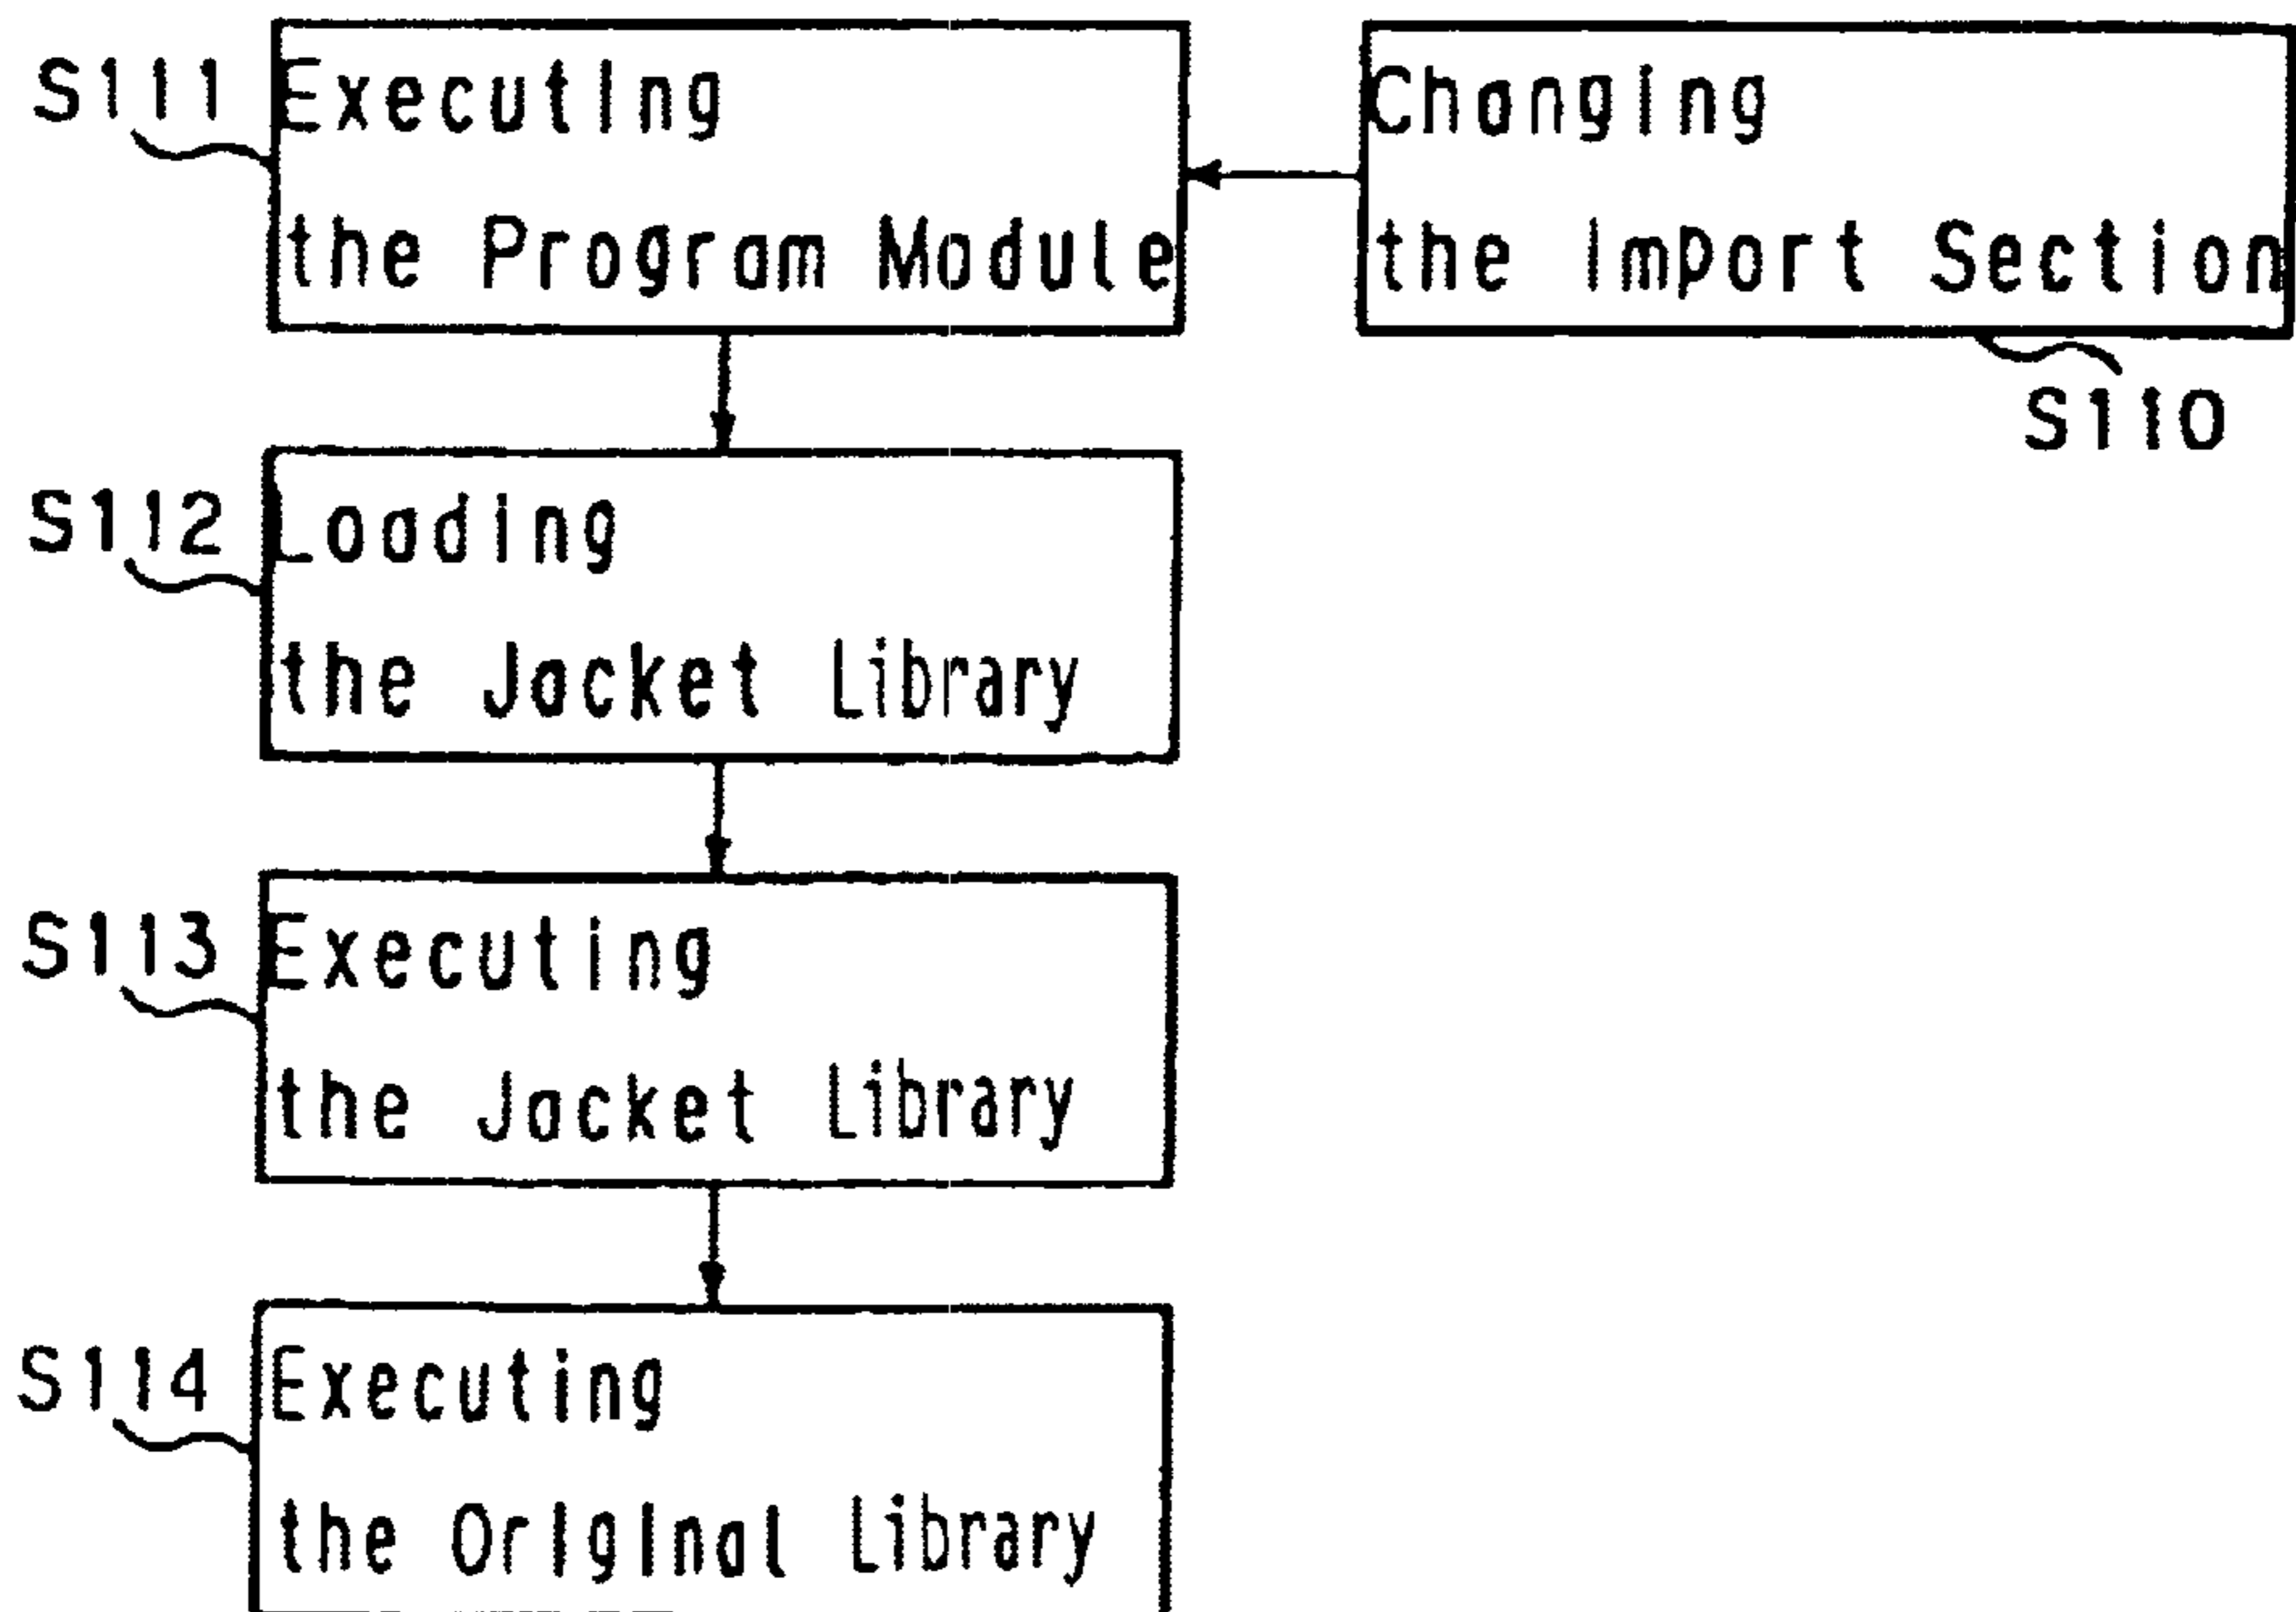 S111
Executing
the Program Module
Changing
the Import Section
S110
S112
Loading
the Jacket Library
S113
Executing
the Jacket Library
S114
Executing
the Original Library